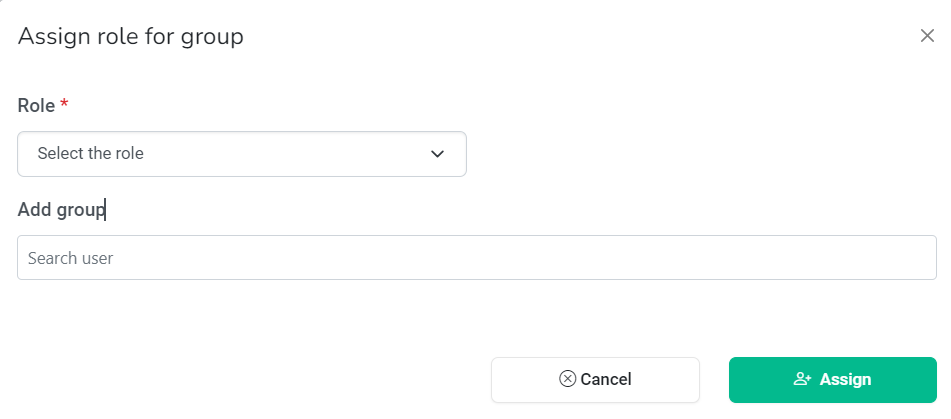 Assign role for group
Role *
Select the role
Add group
Search user
Cancel
Assign